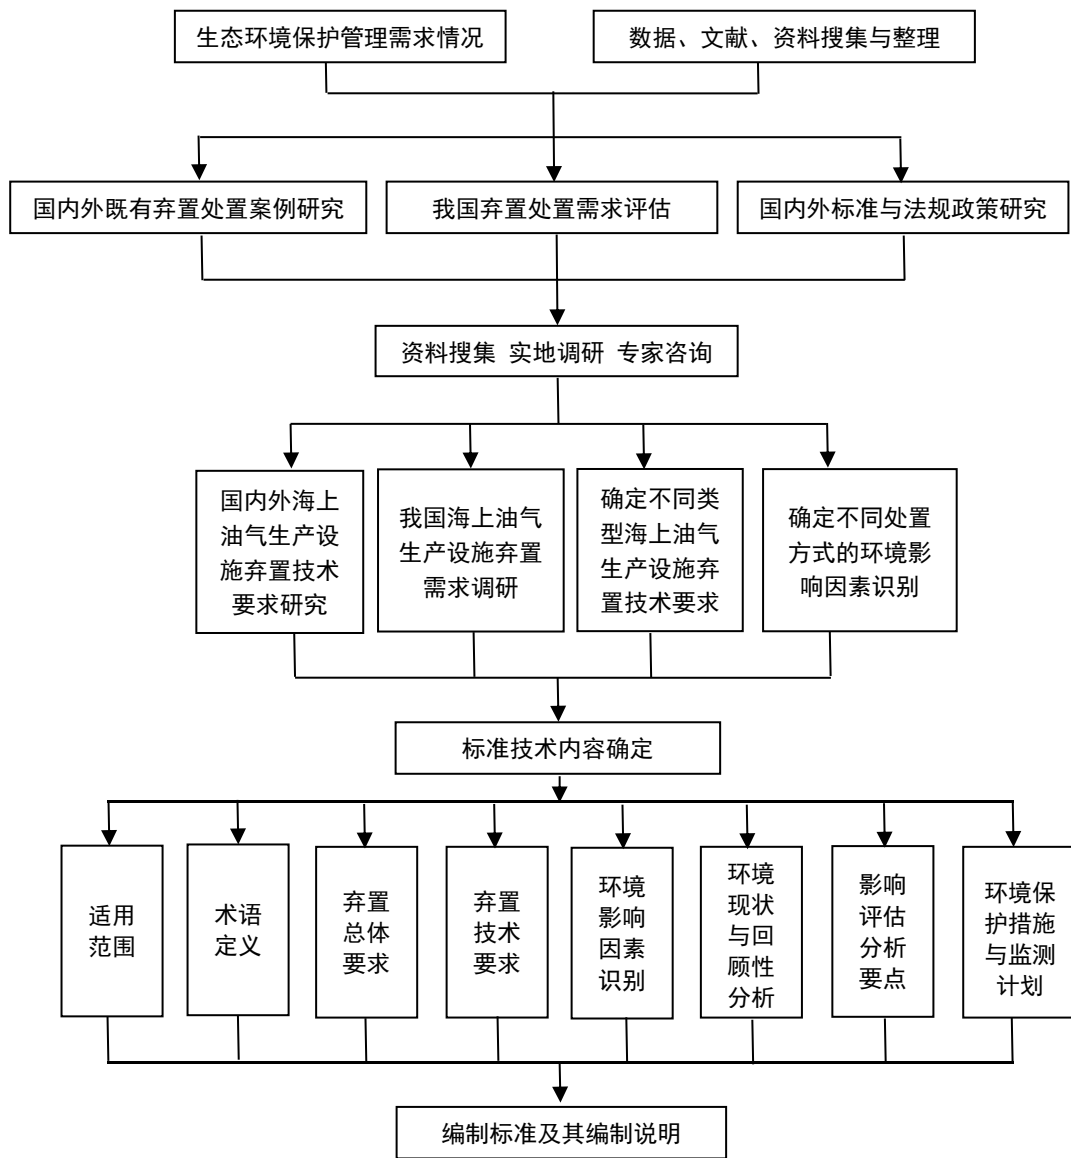 生态环境保护管理需求情况
数据、文献、资料搜集与整理
国内外既有弃置处置案例研究
我国弃置处置需求评估
国内外标准与法规政策研究
资料搜集 实地调研 专家咨询
国内外海上
油气生产设
施弃置技术
要求研究
我国海上油气
生产设施弃置
需求调研
确定不同类
型海上油气
生产设施弃
置技术要求
确定不同处置
方式的环境影
响因素识别
标准技术内容确定
适用
范围
术语
定义
弃置
总体
要求
弃置
技术
要求
环境
影响
因素
识别
环境
现状
与回
顾性
分析
影响
评估
分析
要点
环境保
护措施
与监测
计划
编制标准及其编制说明